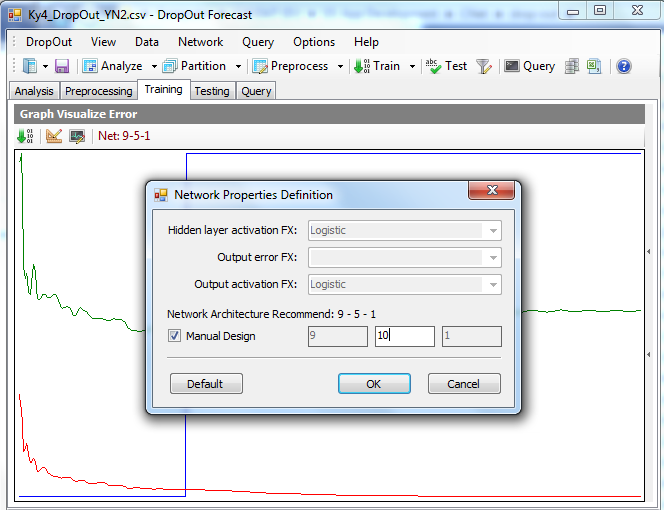 Ky4_DropOut_YN2.csv - DropOut Forecast
DropOut View Data Network Query Options Help
Analyze Partition Preprocess Train abc Test Query
Analysis Preprocessing Training Testing Query
Graph Visualize Error
Net: 9-5-1
Network Properties Definition
Hidden layer activation FX: Logistic
Output error FX:
Output activation FX: Logistic
Network Architecture Recommend: 9 - 5 - 1
Manual Design 9 10 1
Default OK Cancel